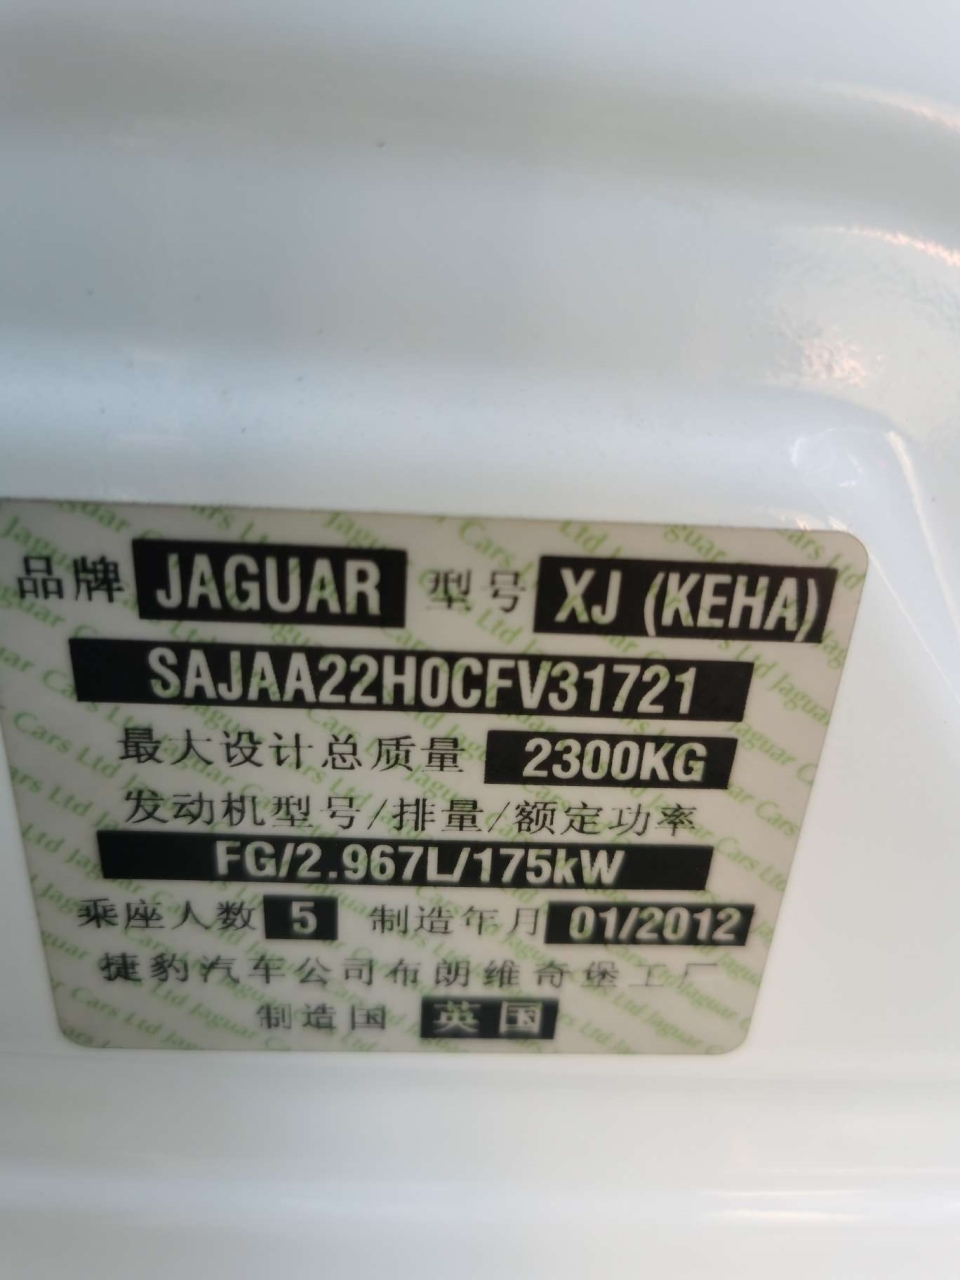 品牌 JAGUAR 型号 XJ (KEHA)
SAJAA22H0CFV31721
最大设计总质量 2300KG
发动机型号/排量/额定功率
FG/2.967L/175kW
乘座人数 5 制造年月 01/2012
捷豹汽车公司布朗维奇堡工厂
制造国 英国